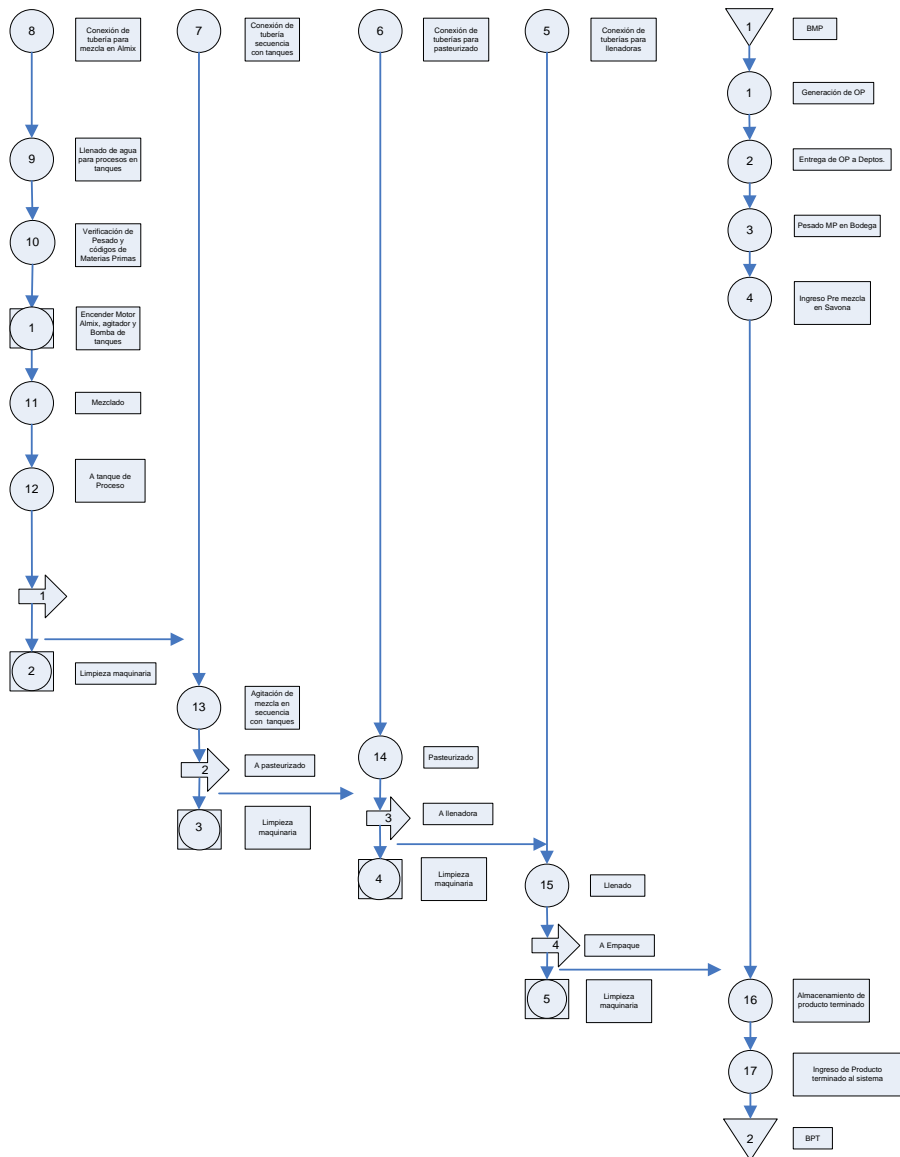 8
Conexión de
tubería para
mezcla en Almix
7
Conexión de
tubería
secuencia
con tanques
6
Conexión de
tuberías para
pasteurizado
5
Conexión de
tuberías para
llenadoras
1
BMP
1
Generación de OP
9
Llenado de agua
para procesos en
tanques
2
Entrega de OP a Deptos.
10
Verificación de
Pesado y
códigos de
Materias Primas
3
Pesado MP en Bodega
1
Encender Motor
Almix, agitador y
Bomba de
tanques
4
Ingreso Pre mezcla
en Savona
11
Mezclado
12
A tanque de
Proceso
1
2
Limpieza maquinaria
13
Agitación de
mezcla en
secuencia
con tanques
2
A pasteurizado
14
Pasteurizado
3
Limpieza
maquinaria
3
A llenadora
4
Limpieza
maquinaria
15
Llenado
4
A Empaque
5
Limpieza
maquinaria
16
Almacenamiento de
producto terminado
17
Ingreso de Producto
terminado al sistema
2
BPT